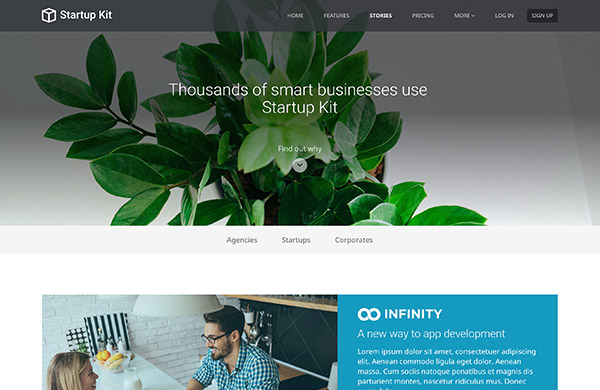 Startup Kit
HOME FEATURES STORIES PRICING MORE LOG IN SIGN UP
Thousands of smart businesses use
Startup Kit
Find out why
Agencies Startups Corporates
INFINITY
A new way to app development
Lorem ipsum dolor sit amet, consectetuer adipiscing
elit. Aenean commodo ligula eget dolor. Aenean
massa. Cum sociis natoque penatibus et magnis dis
parturient montes, nascetur ridiculus mus. Donec